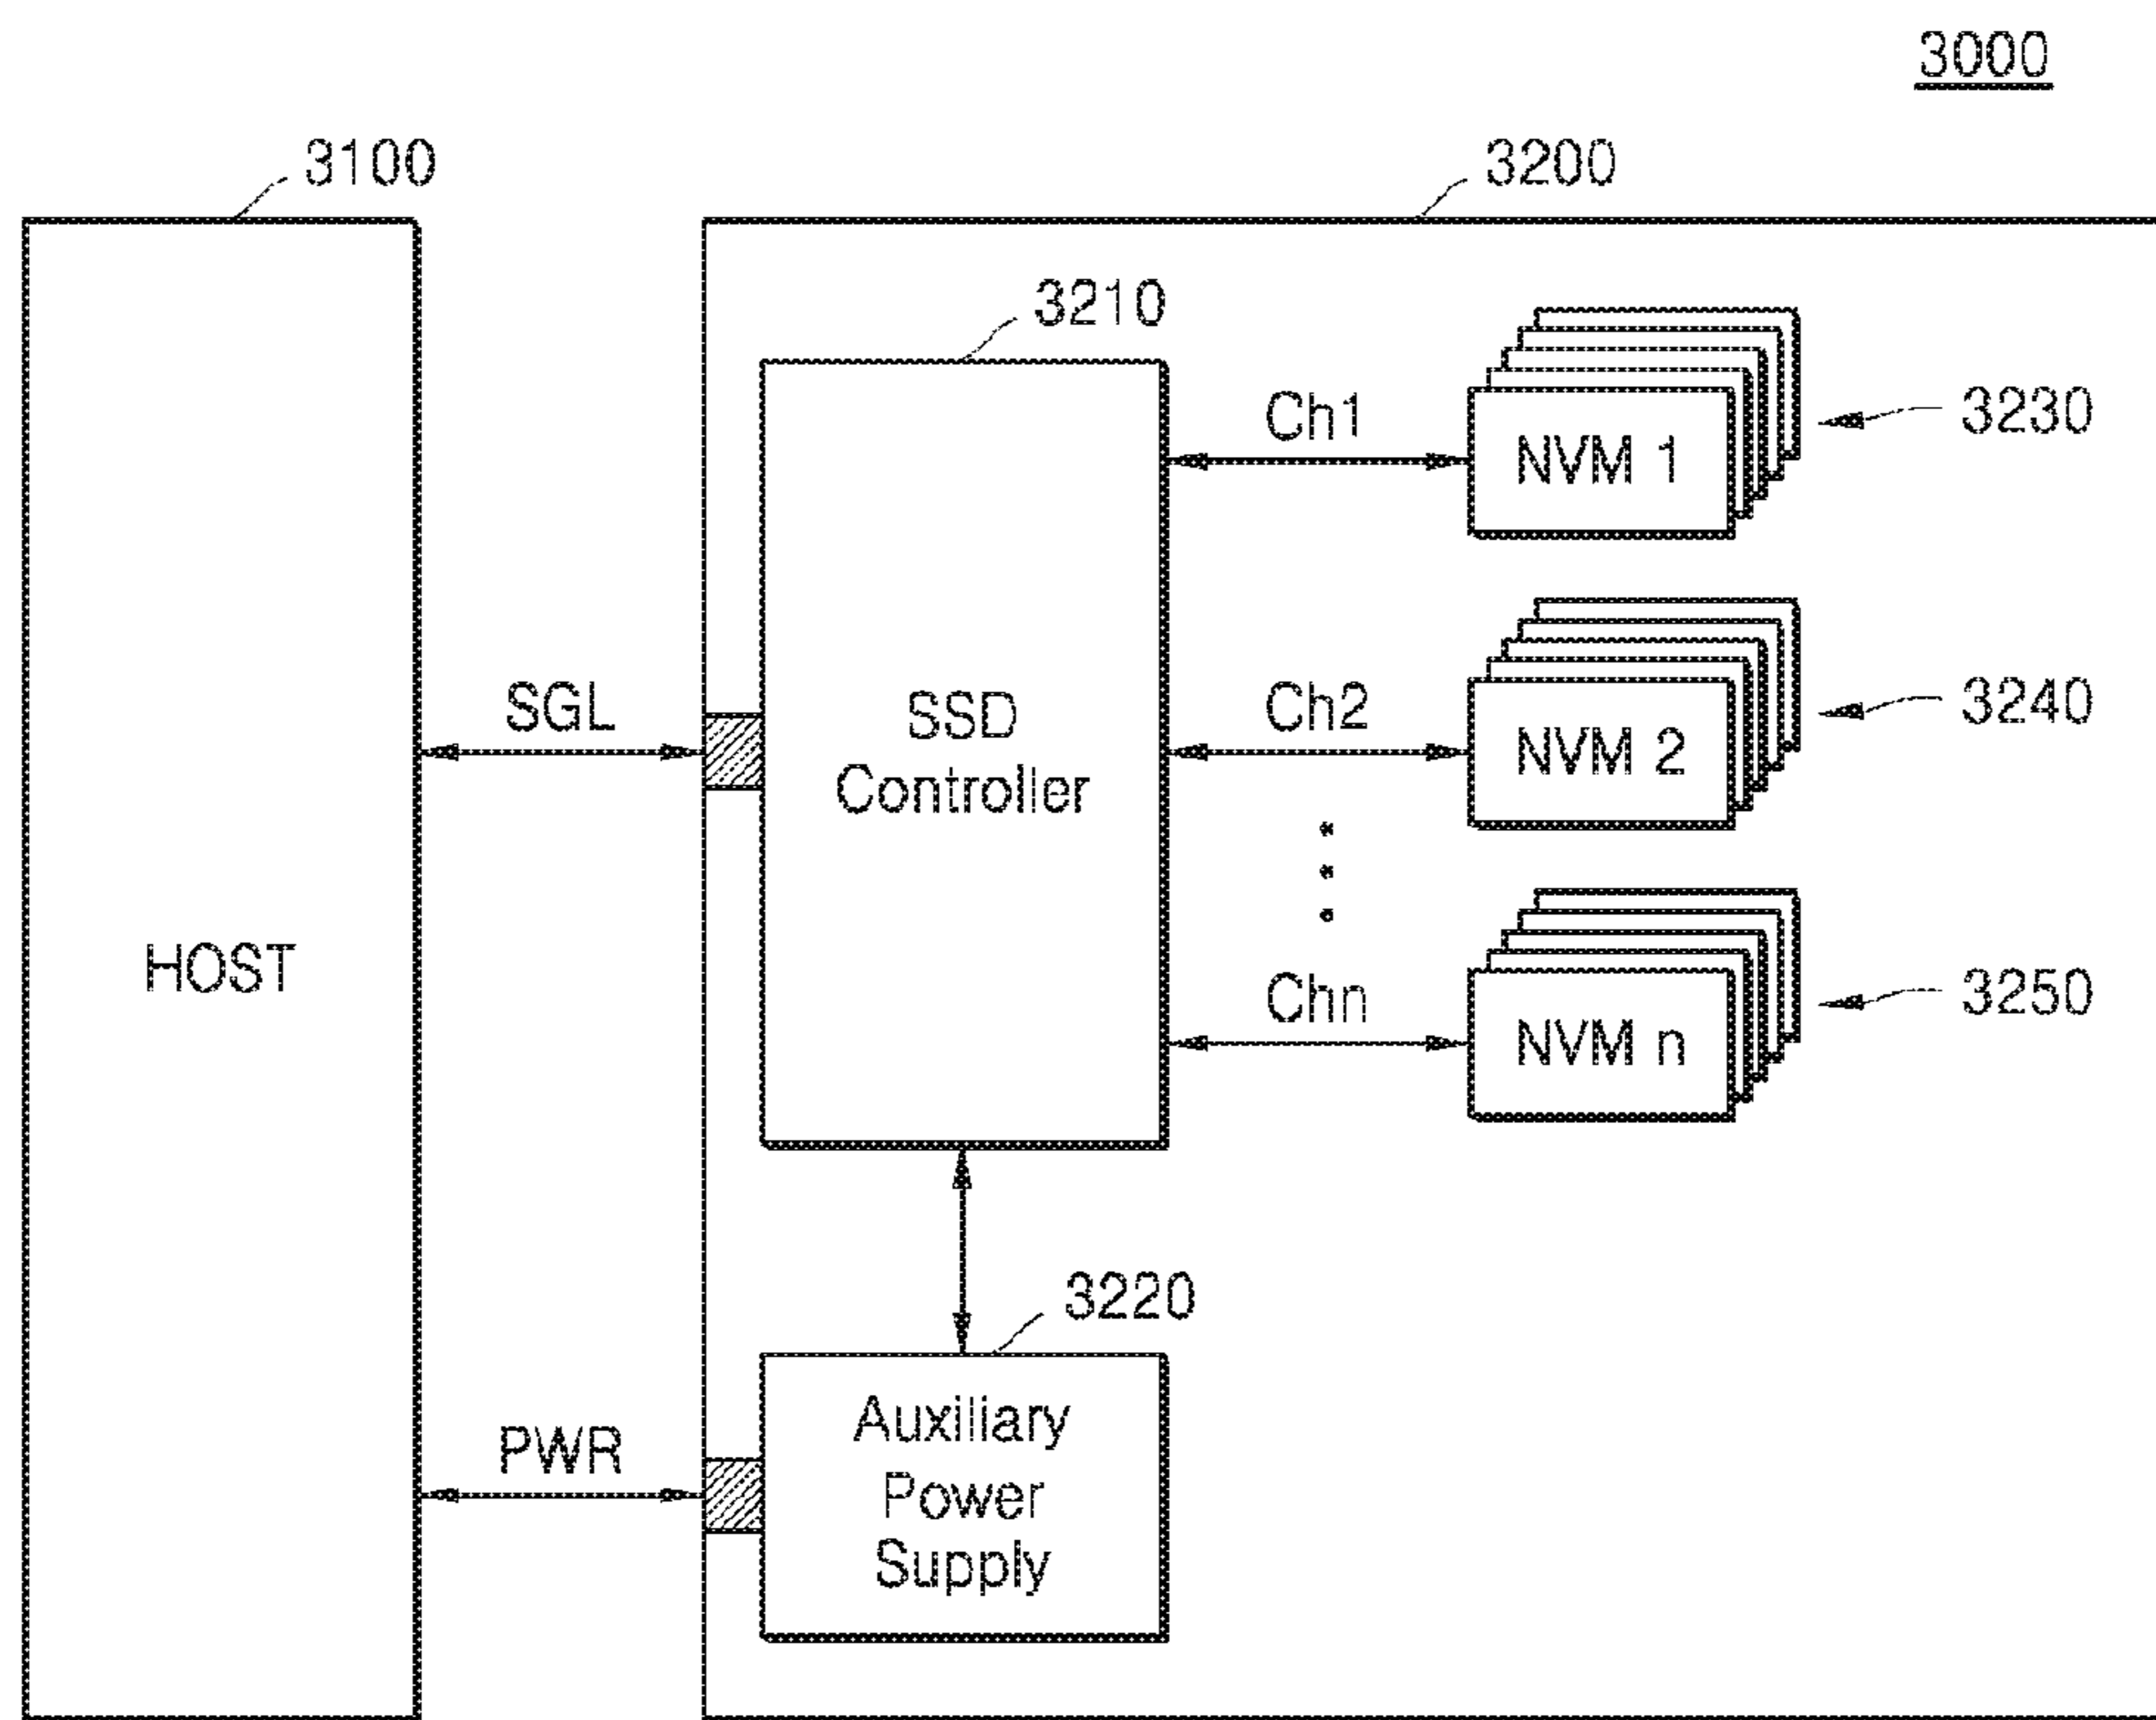 3000
3100
3200
3210
Ch1
NVM 1
3230
SGL
SSD
Controller
Ch2
NVM 2
3240
HOST
Chn
NVM n
3250
3220
PWR
Auxiliary
Power
Supply